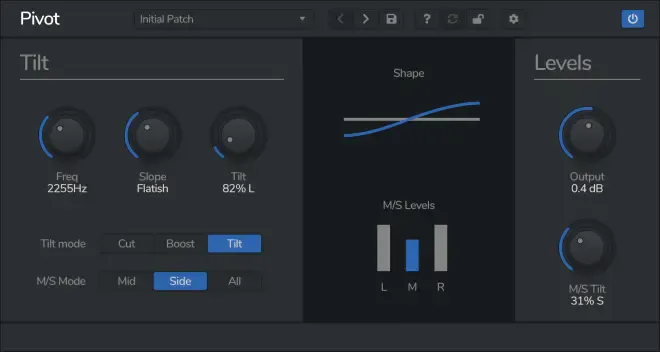 Pivot
Initial Patch
?
Tilt
Shape
Levels
Freq
2255Hz
Slope
Flatish
Tilt
82% L
Output
0.4 dB
M/S Levels
Tilt mode
Cut
Boost
Tilt
M/S Mode
Mid
Side
All
L
M
R
M/S Tilt
31% S